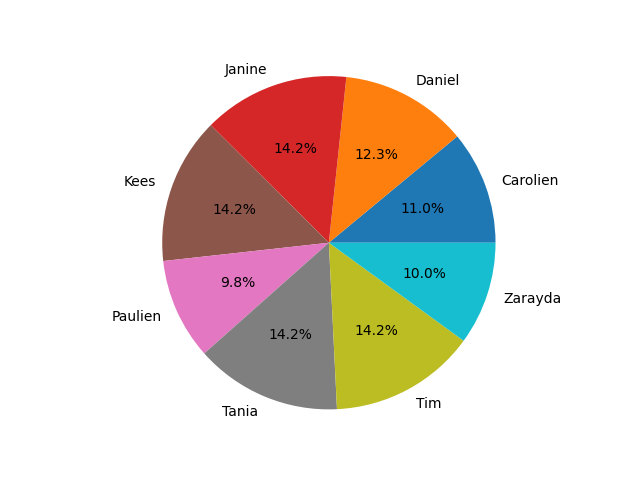 Janine
Daniel
14.2%
12.3%
Kees
Carolien
14.2%
11.0%
9.8%
10.0%
Paulien
Zarayda
14.2%
14.2%
Tania
Tim